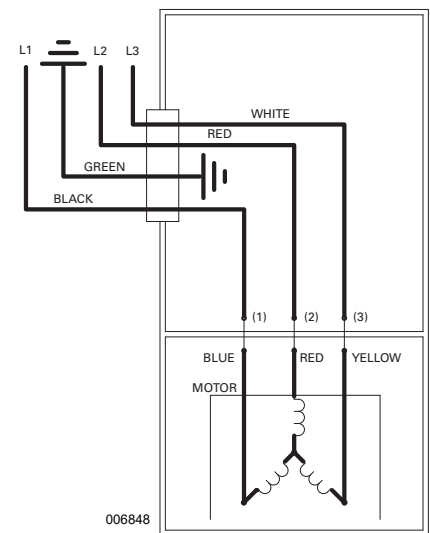 L1 L2 L3
WHITE
RED
GREEN
BLACK
(1) (2) (3)
BLUE RED YELLOW
MOTOR
006848